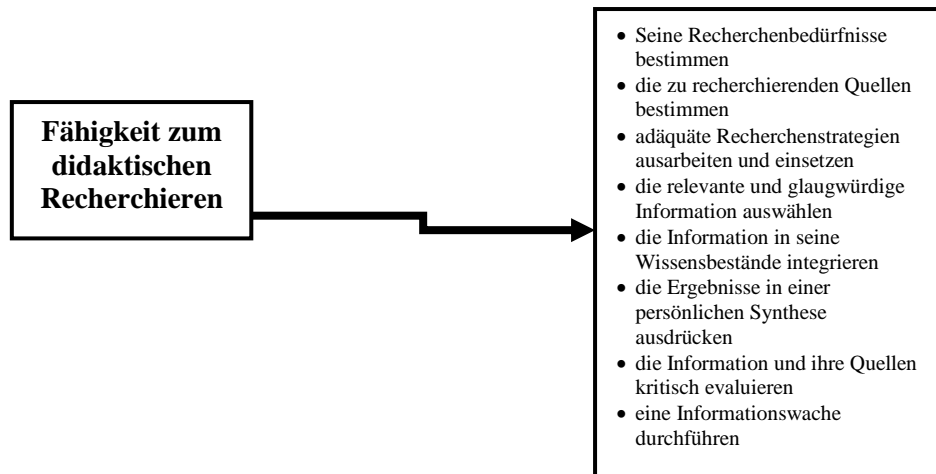 Fähigkeit zum
didaktischen
Recherchieren
• Seine Recherchenbedürfnisse
bestimmen
• die zu recherchierenden Quellen
bestimmen
• adäquäte Recherchenstrategien
ausarbeiten und einsetzen
• die relevante und glaugwürdige
Information auswählen
• die Information in seine
Wissensbestände integrieren
• die Ergebnisse in einer
persönlichen Synthese
ausdrücken
• die Information und ihre Quellen
kritisch evaluieren
• eine Informationswache
durchführen